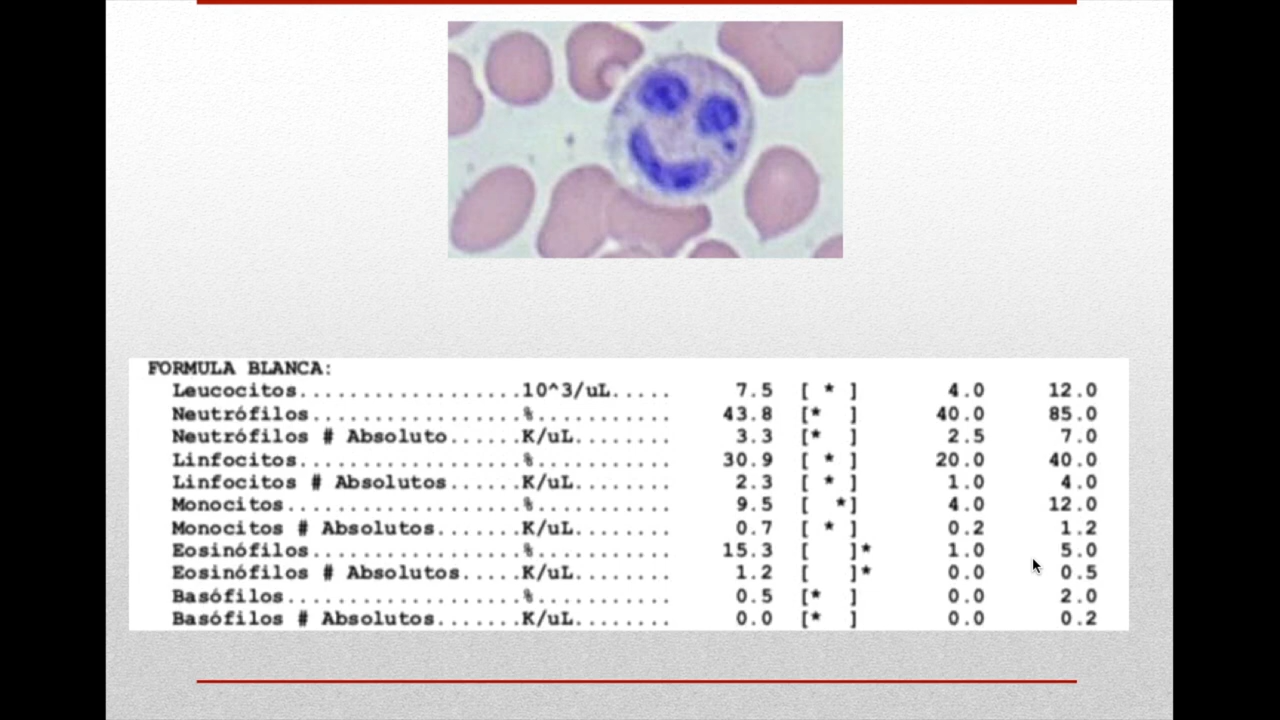 FORMULA BLANCA:
Leucocitos..................10^3/uL..... 7.5 [ * ] 4.0 12.0
Neutrófilos.................%........... 43.8 [* ] 40.0 85.0
Neutrófilos # Absoluto......K/uL........ 3.3 [* ] 2.5 7.0
Linfocitos..................%........... 30.9 [ * ] 20.0 40.0
Linfocitos # Absolutos......K/uL........ 2.3 [ * ] 1.0 4.0
Monocitos...................%........... 9.5 [ *] 4.0 12.0
Monocitos # Absolutos.......K/uL........ 0.7 [ * ] 0.2 1.2
Eosinófilos.................%........... 15.3 [ ]* 1.0 5.0
Eosinófilos # Absolutos.....K/uL........ 1.2 [ ]* 0.0 0.5
Basófilos...................%........... 0.5 [* ] 0.0 2.0
Basófilos # Absolutos.......K/uL........ 0.0 [* ] 0.0 0.2